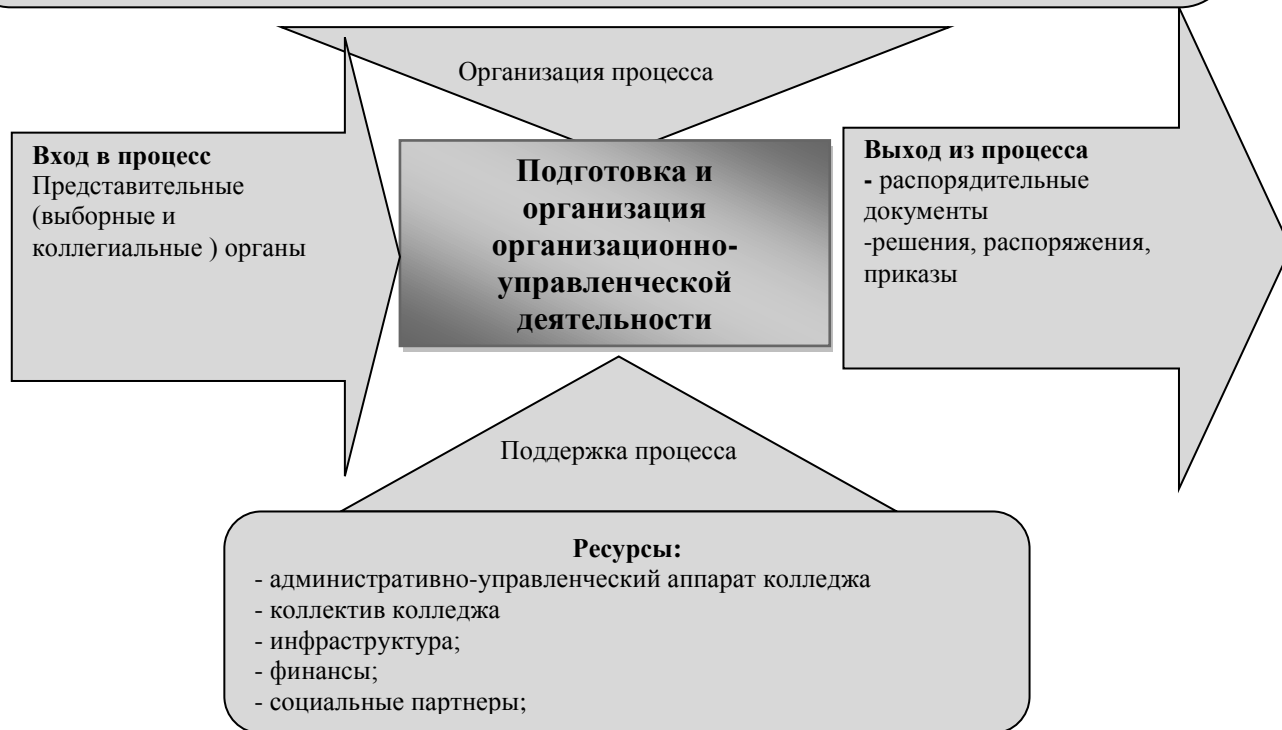 Организация процесса
Вход в процесс
Представительные
(выборные и
коллегиальные ) органы
Подготовка и
организация
организационно-
управленческой
деятельности
Выход из процесса
- распорядительные
документы
-решения, распоряжения,
приказы
Поддержка процесса
Ресурсы:
- административно-управленческий аппарат колледжа
- коллектив колледжа
- инфраструктура;
- финансы;
- социальные партнеры;